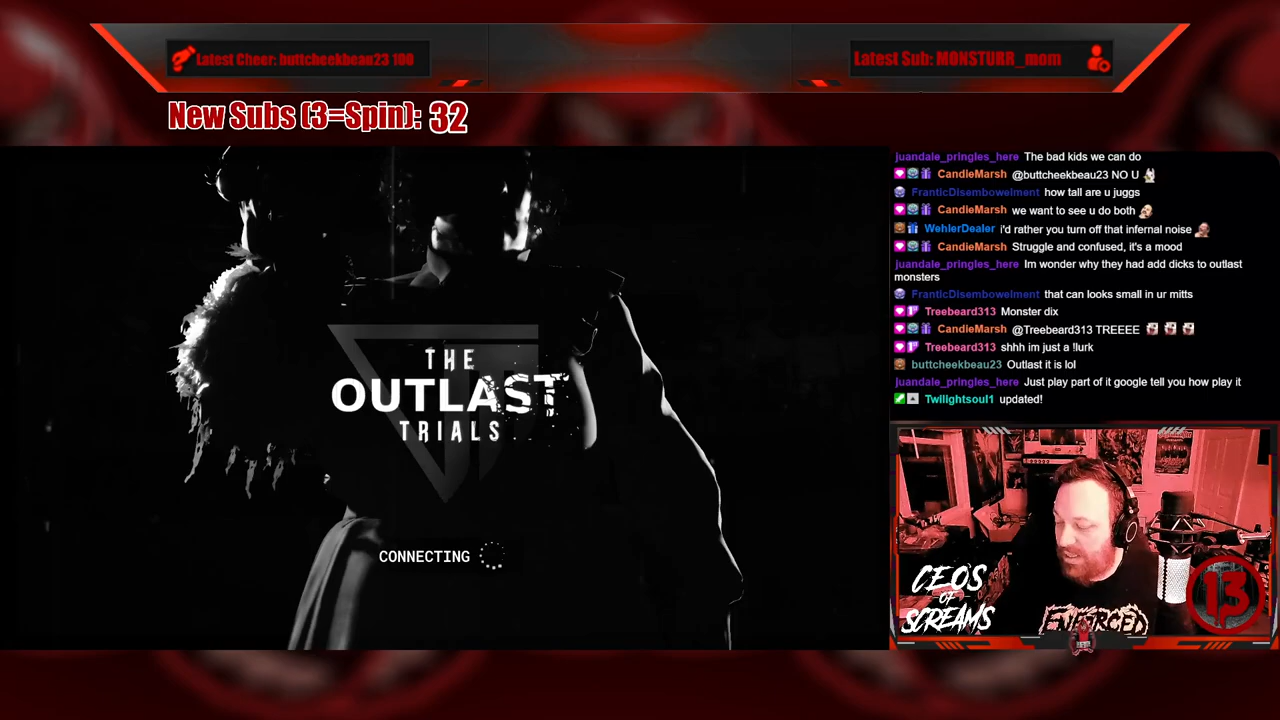 Latest Cheer: buttcheekbeau23 100
Latest Sub: MONSTURR_mom
New Subs (3=Spin): 32
juandale_pringles_here The bad kids we can do
CandieMarsh @buttcheekbeau23 NO U
FranticDisembowelment how tall are u juggs
CandieMarsh we want to see u do both
WehlerDealer i'd rather you turn off that infernal noise
CandieMarsh Struggle and confused, it's a mood
juandale_pringles_here Im wonder why they had add dicks to outlast
monsters
FranticDisembowelment that can looks small in ur mitts
Treebeard313 Monster dix
CandieMarsh @Treebeard313 TREEEE
Treebeard313 shhh im just a !lurk
buttcheekbeau23 Outlast it is lol
juandale_pringles_here Just play part of it google tell you how play it
Twilightsoul1 updated!
THE
OUTLAST
TRIALS
CONNECTING
CEOS
OF
SCREAMS
ENFORCED
13